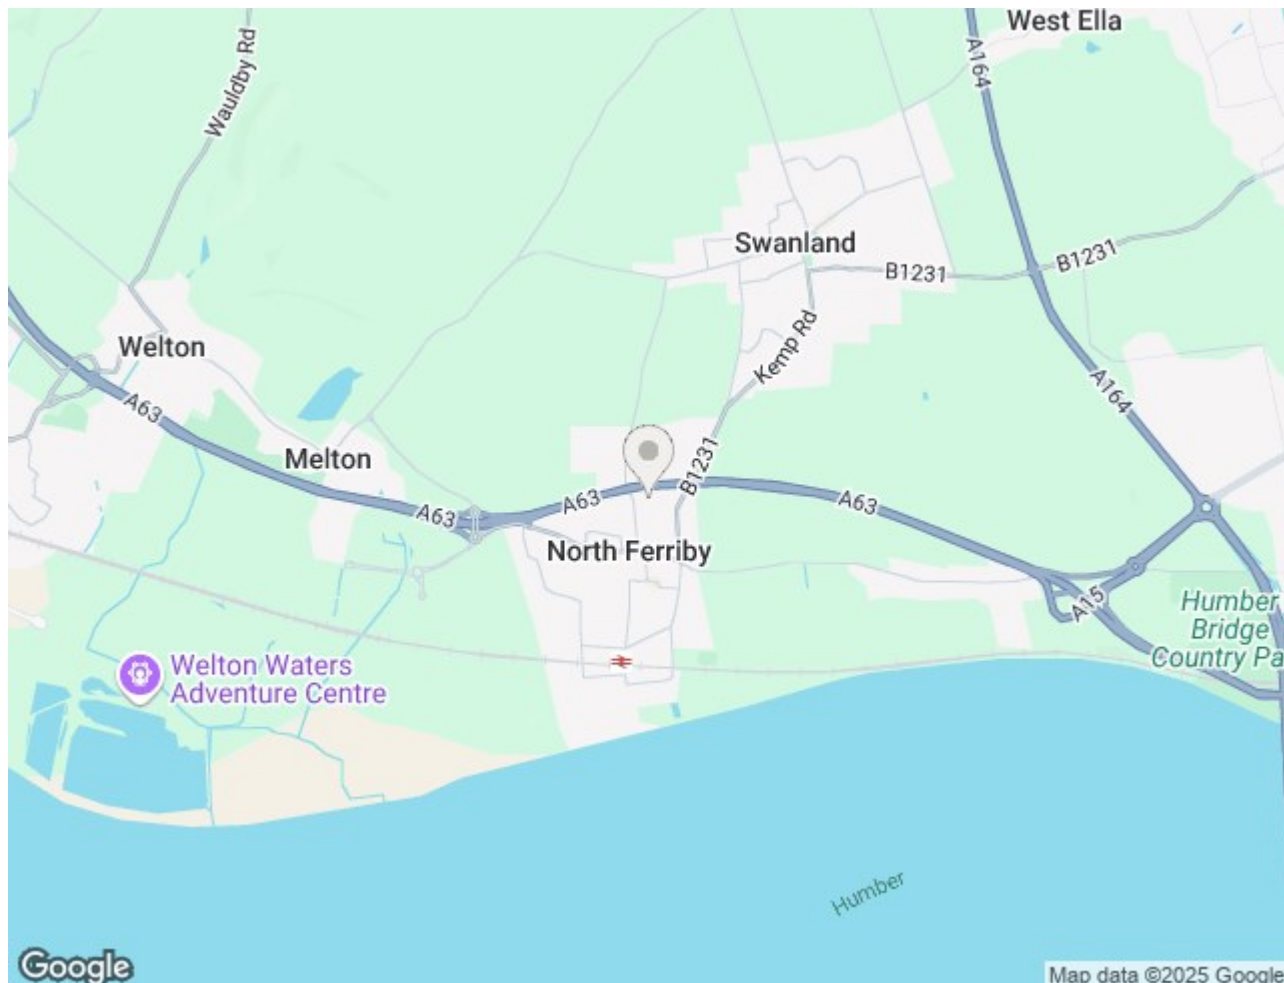 West Ella
A164
Wauldby Rd
Swanland
B1231
B1231
Kemp Rd
Welton
A63
A164
Melton
B1231
A63
A63
A63
North Ferriby
A15
Humber
Bridge
Country Pa
Welton Waters
Adventure Centre
Humber
Google
Map data ©2025 Google